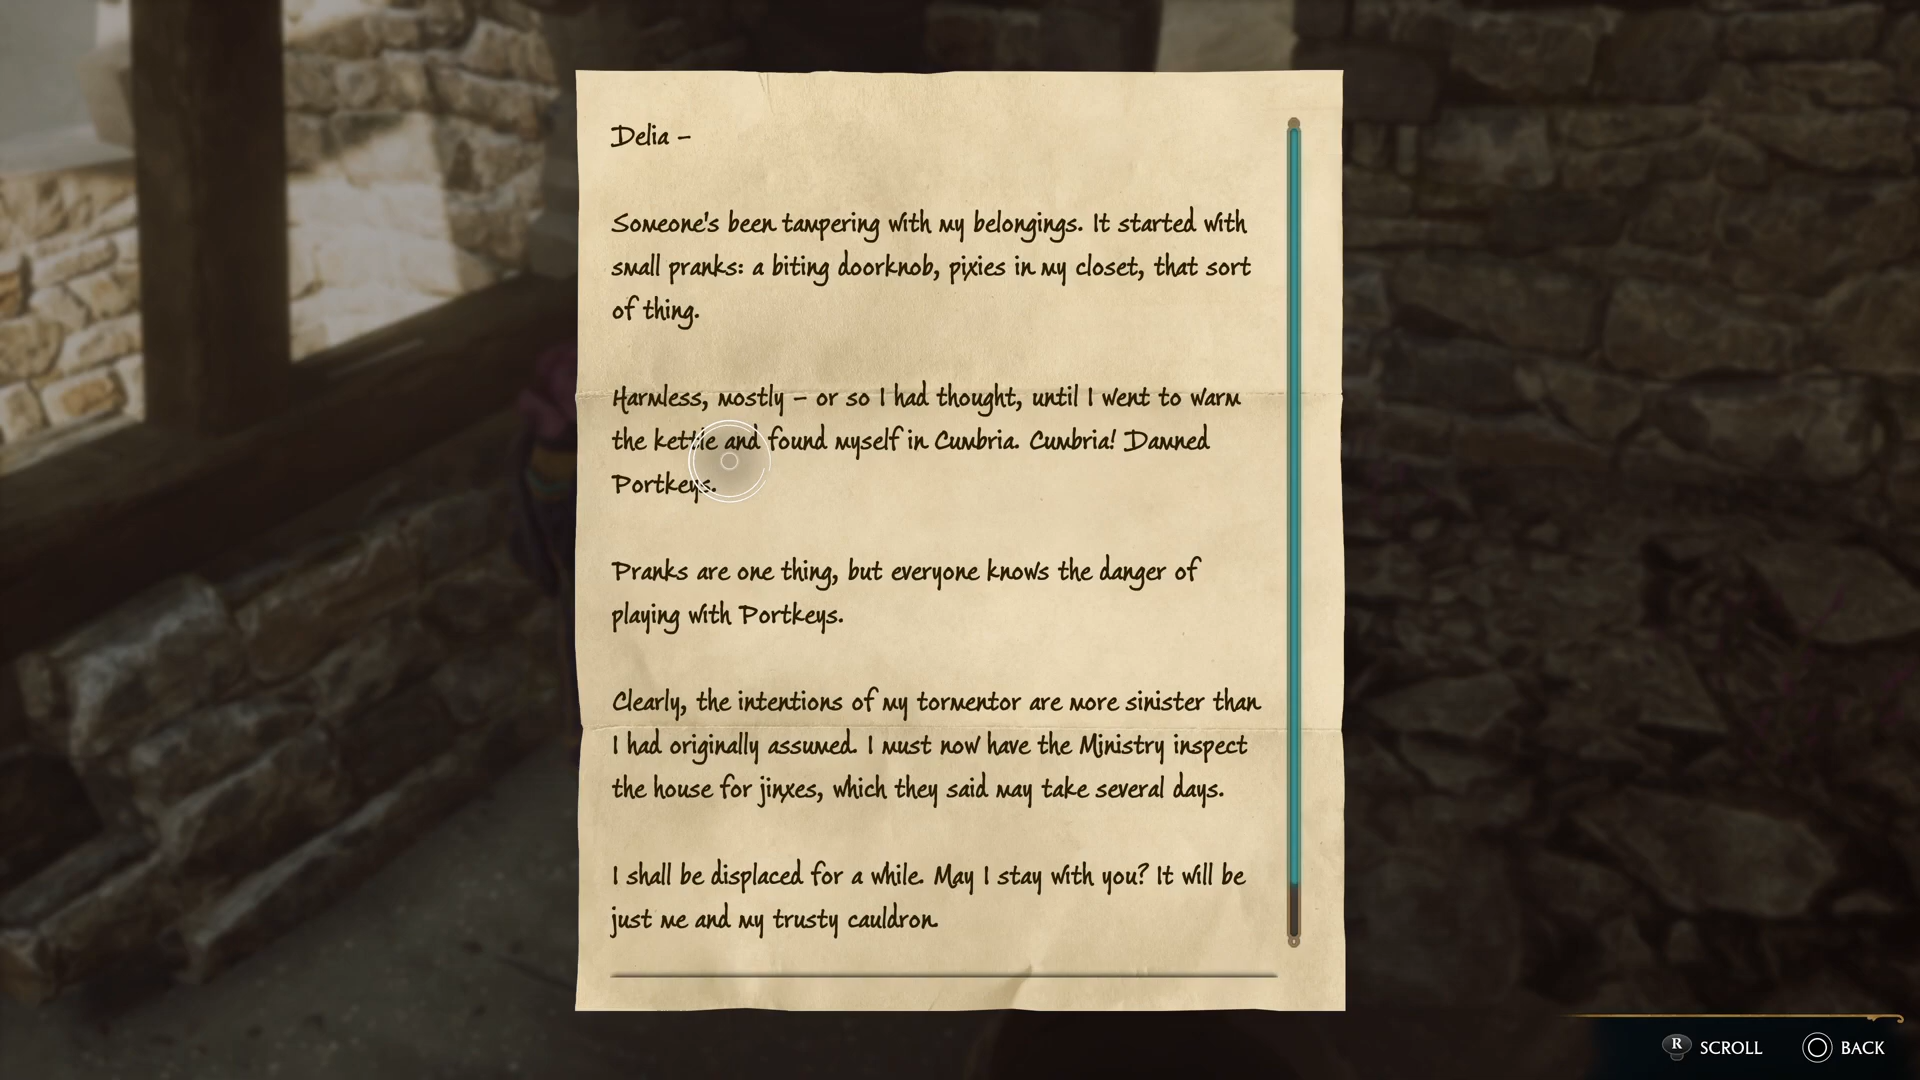 Delia –
Someone's been tampering with my belongings. It started with
small pranks: a biting doorknob, pixies in my closet, that sort
of thing.
Harmless, mostly – or so I had thought, until I went to warm
the kettle and found myself in Cumbria. Cumbria! Damned
Portkeys.
Pranks are one thing, but everyone knows the danger of
playing with Portkeys.
Clearly, the intentions of my tormentor are more sinister than
I had originally assumed. I must now have the Ministry inspect
the house for jinxes, which they said may take several days.
I shall be displaced for a while. May I stay with you? It will be
just me and my trusty cauldron.
R SCROLL
BACK